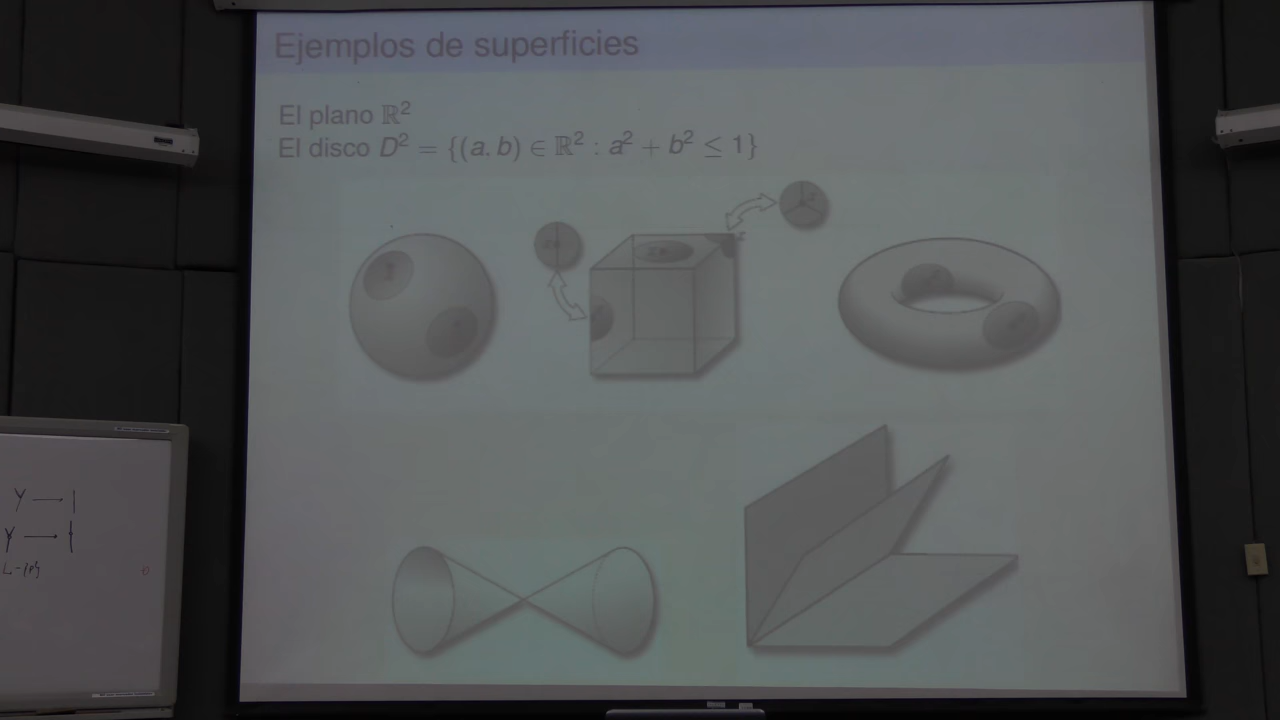 Ejemplos de superficies
El plano ℝ²
El disco D² = {(a, b) ∈ ℝ² : a² + b² ≤ 1}
Y → |